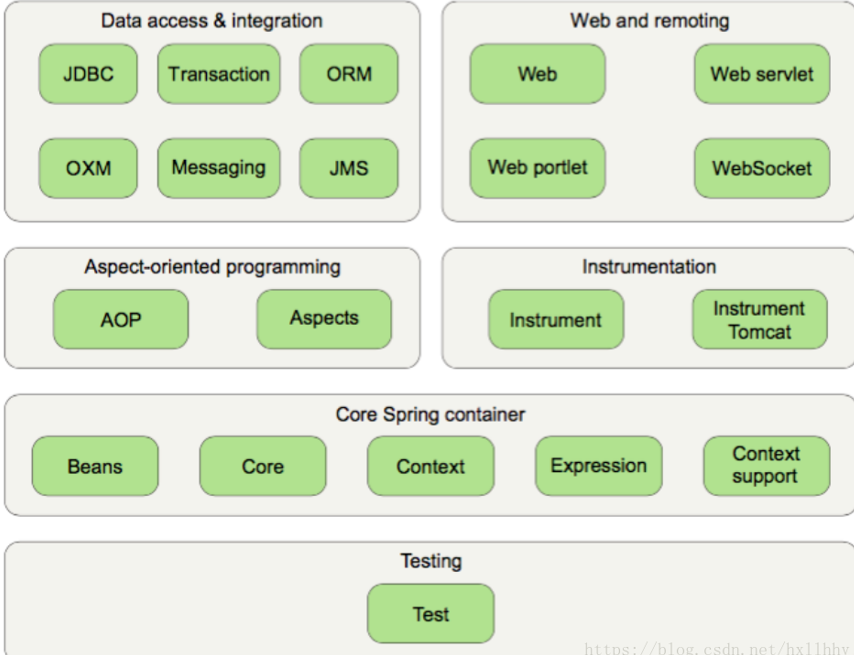 Data access & integration
JDBC Transaction ORM
OXM Messaging JMS
Web and remoting
Web Web servlet
Web portlet WebSocket
Aspect-oriented programming
AOP Aspects
Instrumentation
Instrument Instrument
Tomcat
Core Spring container
Beans Core Context Expression Context
support
Testing
Test
https://blog.csdn.net/hxllhhy